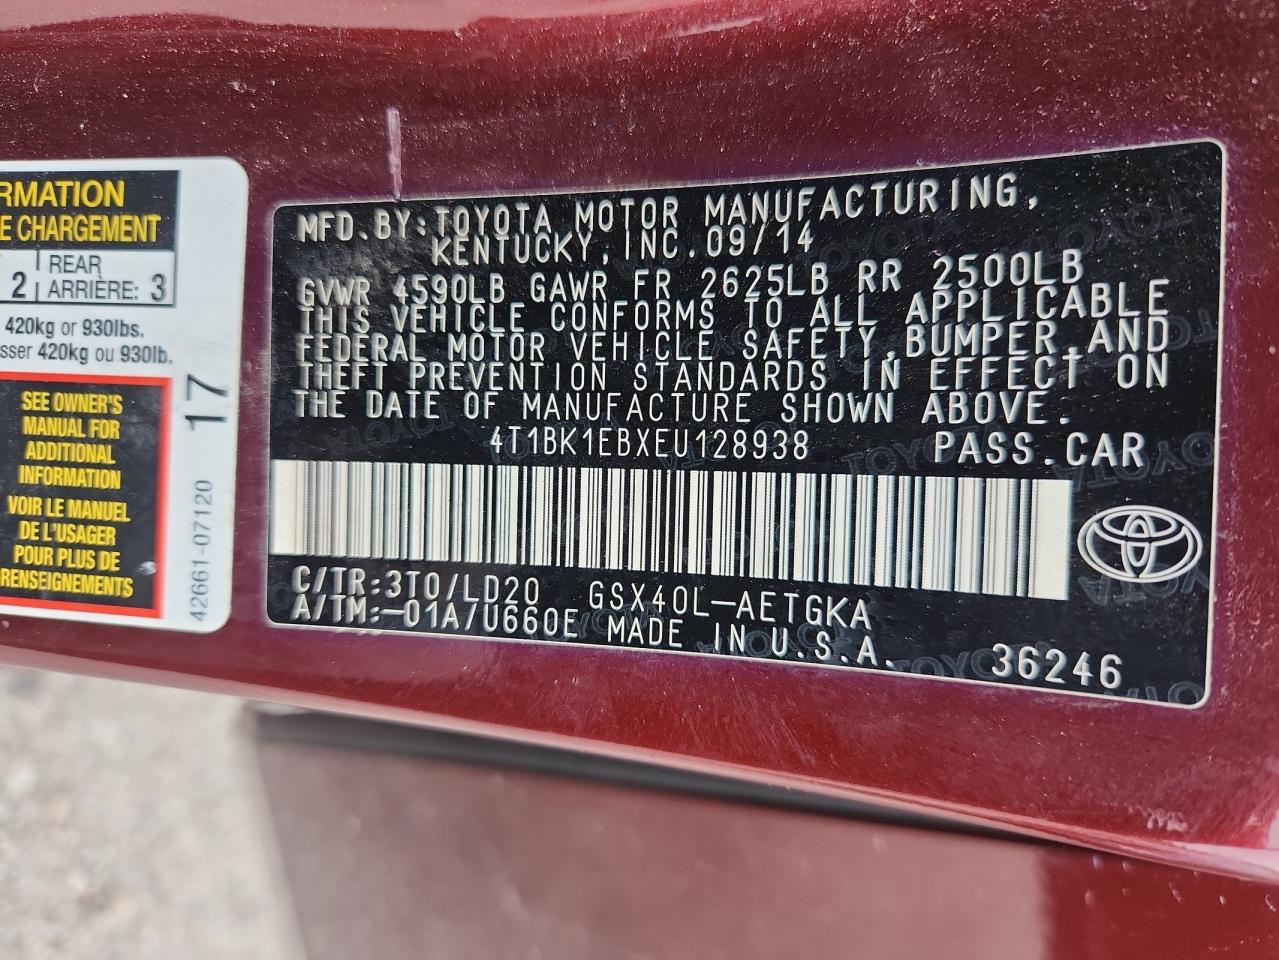 RMATION
E CHARGEMENT
2 REAR
ARRIÈRE: 3
420kg or 930lbs.
sser 420kg ou 930lb.
SEE OWNER'S
MANUAL FOR
ADDITIONAL
INFORMATION
VOIR LE MANUEL
DE L'USAGER
POUR PLUS DE
RENSEIGNEMENTS
17
42661-07120
MFD.BY:TOYOTA MOTOR MANUFACTURING,
KENTUCKY,INC.09/14
GVWR 4590LB GAWR FR 2625LB RR 2500LB
THIS VEHICLE CONFORMS TO ALL APPLICABLE
FEDERAL MOTOR VEHICLE SAFETY,BUMPER,AND
THEFT PREVENTION STANDARDS IN EFFECT ON
THE DATE OF MANUFACTURE SHOWN ABOVE.
4T1BK1EBXEU128938 PASS.CAR
C/TR:3T0/LD20 GSX40L-AETGKA
A/TM:-01A/U660E MADE IN U.S.A. 36246